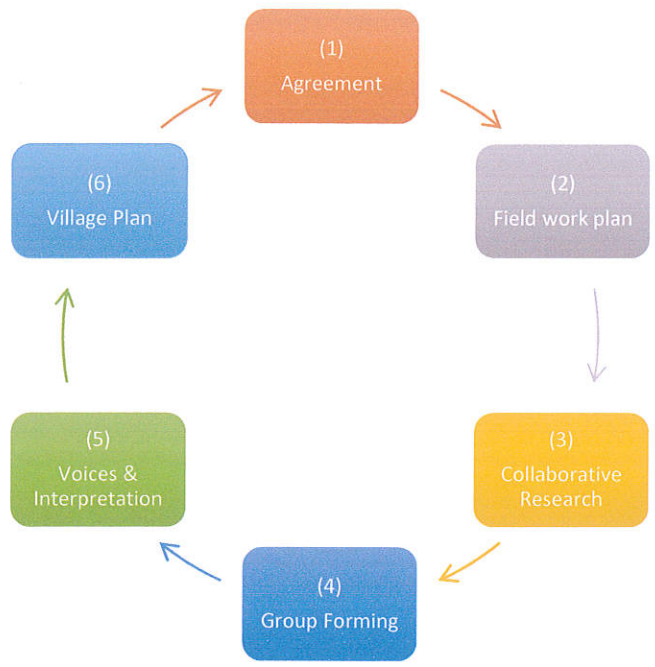 (1)
Agreement
(2)
Field work plan
(3)
Collaborative
Research
(4)
Group Forming
(5)
Voices &
Interpretation
(6)
Village Plan